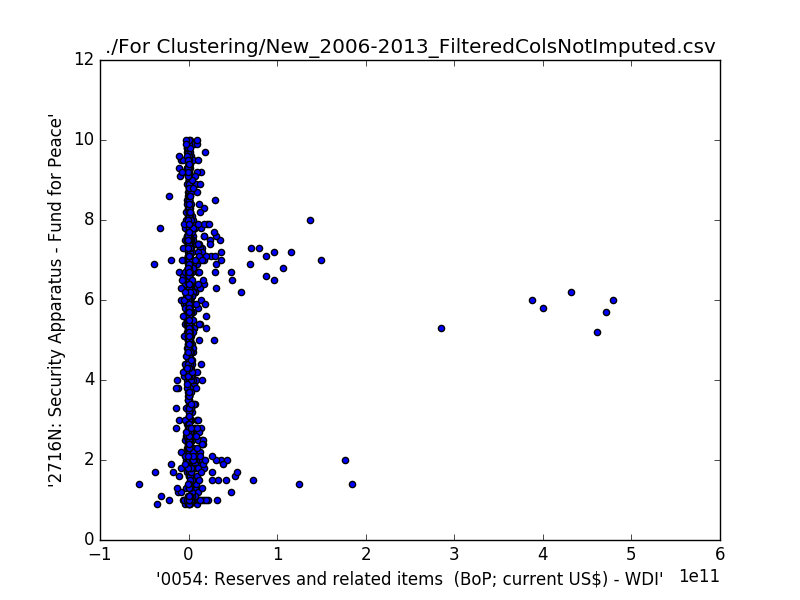 ./For Clustering/New_2006-2013_FilteredColsNotImputed.csv
'2716N: Security Apparatus - Fund for Peace'
12
10
8
6
4
2
0
−1 0 1 2 3 4 5 6
1e11
'0054: Reserves and related items  (BoP; current US$) - WDI'